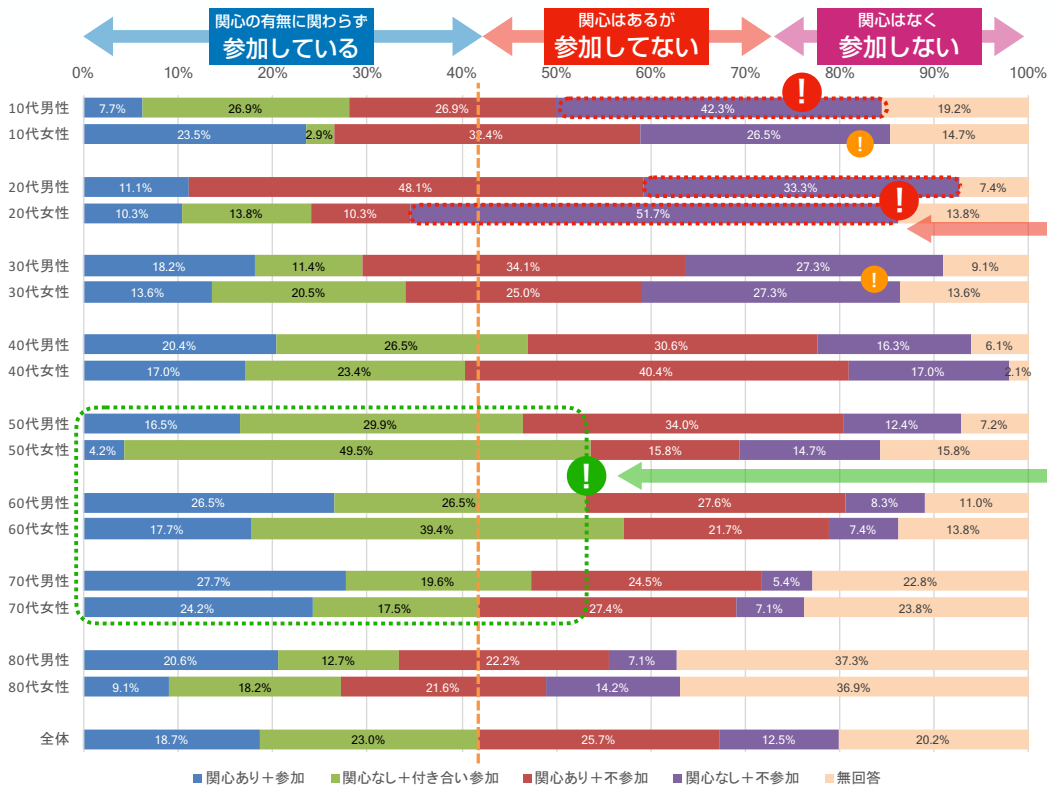 関心の有無に関わらず
参加している
関心はあるが
参加してない
関心はなく
参加しない
0% 10% 20% 30% 40% 50% 60% 70% 80% 90% 100%
!
10代男性 7.7% 26.9% 26.9% 42.3% 19.2%
10代女性 23.5% 2.9% 32.4% 26.5% 14.7%
!
20代男性 11.1% 48.1% 33.3% 7.4%
!
20代女性 10.3% 13.8% 10.3% 51.7% 13.8%
30代男性 18.2% 11.4% 34.1% 27.3% 9.1%
!
30代女性 13.6% 20.5% 25.0% 27.3% 13.6%
40代男性 20.4% 26.5% 30.6% 16.3% 6.1%
40代女性 17.0% 23.4% 40.4% 17.0% 2.1%
50代男性 16.5% 29.9% 34.0% 12.4% 7.2%
50代女性 4.2% 49.5% 15.8% 14.7% 15.8%
!
60代男性 26.5% 26.5% 27.6% 8.3% 11.0%
60代女性 17.7% 39.4% 21.7% 7.4% 13.8%
70代男性 27.7% 19.6% 24.5% 5.4% 22.8%
70代女性 24.2% 17.5% 27.4% 7.1% 23.8%
80代男性 20.6% 12.7% 22.2% 7.1% 37.3%
80代女性 9.1% 18.2% 21.6% 14.2% 36.9%
全体 18.7% 23.0% 25.7% 12.5% 20.2%
関心あり＋参加 関心なし＋付き合い参加 関心あり＋不参加 関心なし＋不参加 無回答